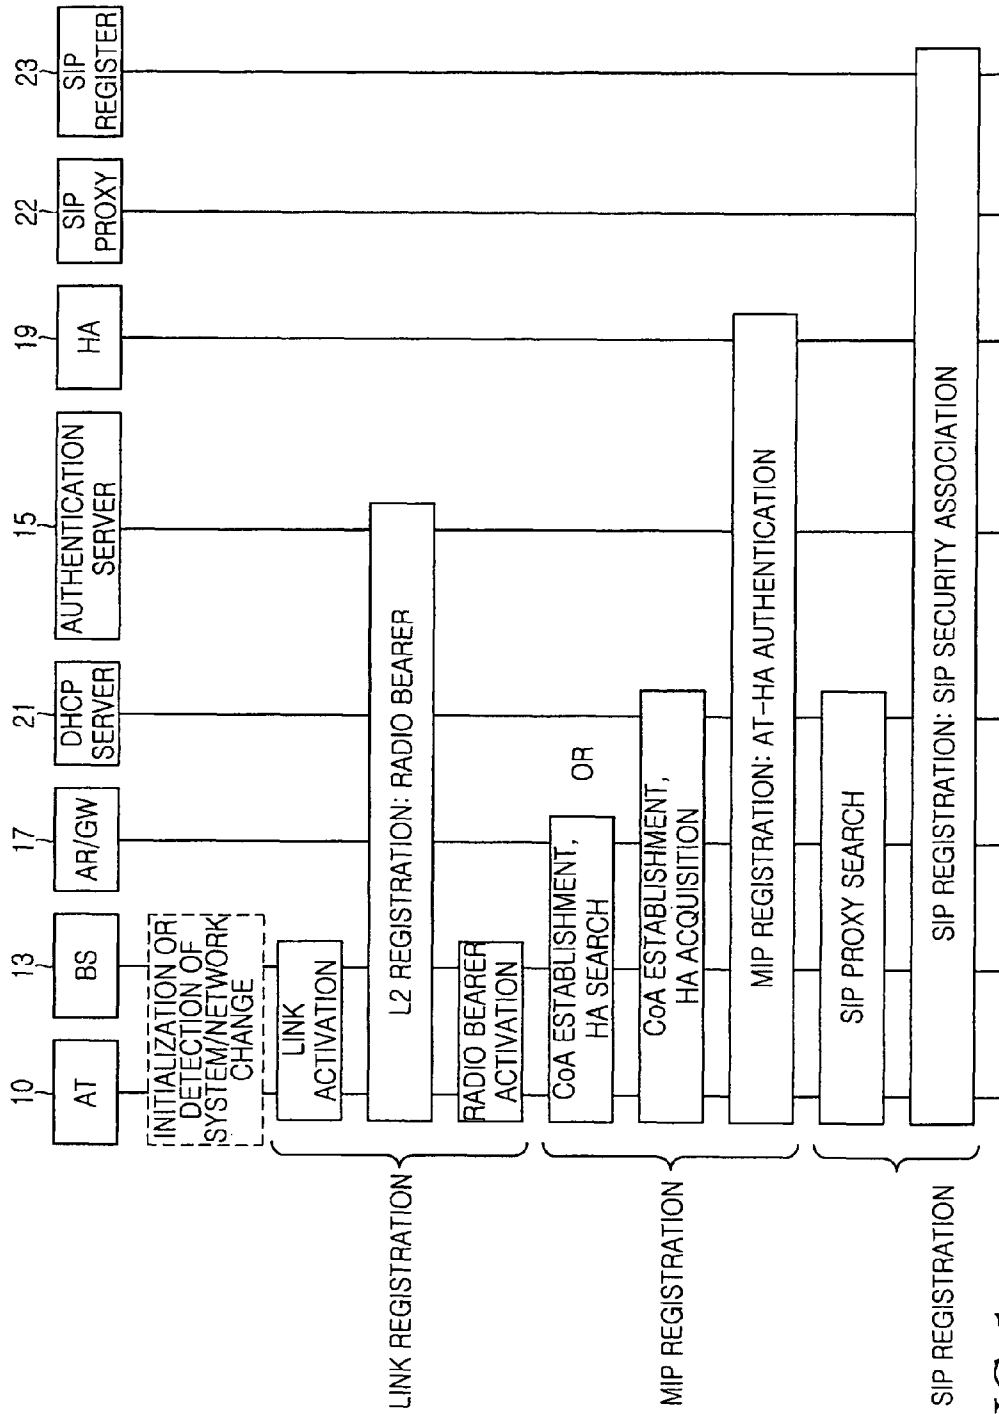 10
13
17
21
15
19
22
23
AT
BS
AR/GW
DHCP
SERVER
AUTHENTICATION
SERVER
HA
SIP
PROXY
SIP
REGISTER
INITIALIZATION OR
DETECTION OF
SYSTEM/NETWORK
CHANGE
LINK REGISTRATION
LINK
ACTIVATION
L2 REGISTRATION: RADIO BEARER
RADIO BEARER
ACTIVATION
MIP REGISTRATION
CoA ESTABLISHMENT,
HA SEARCH
OR
CoA ESTABLISHMENT,
HA ACQUISITION
MIP REGISTRATION: AT-HA AUTHENTICATION
SIP REGISTRATION
SIP PROXY SEARCH
SIP REGISTRATION: SIP SECURITY ASSOCIATION